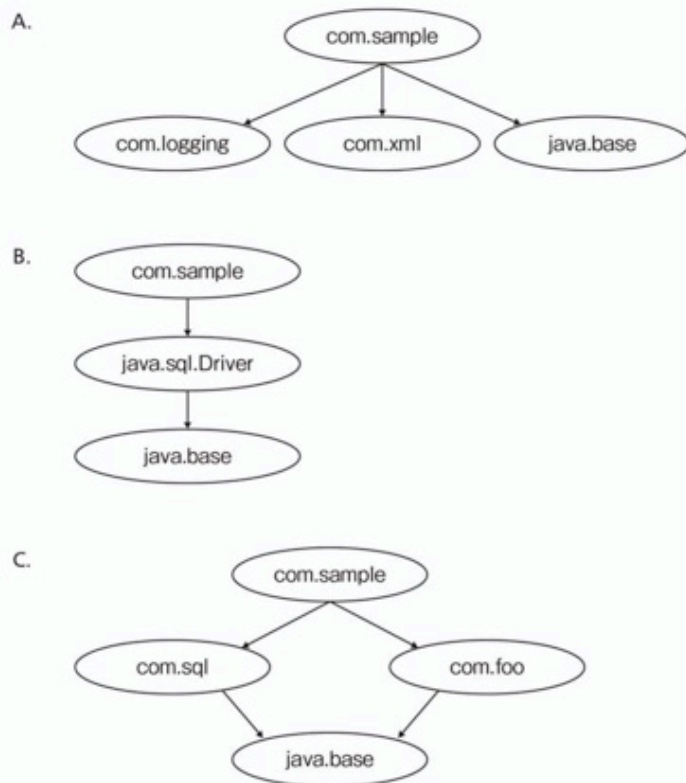 A.
com.sample
com.logging com.xml java.base
B.
com.sample
java.sql.Driver
java.base
C.
com.sample
com.sql com.foo
java.base